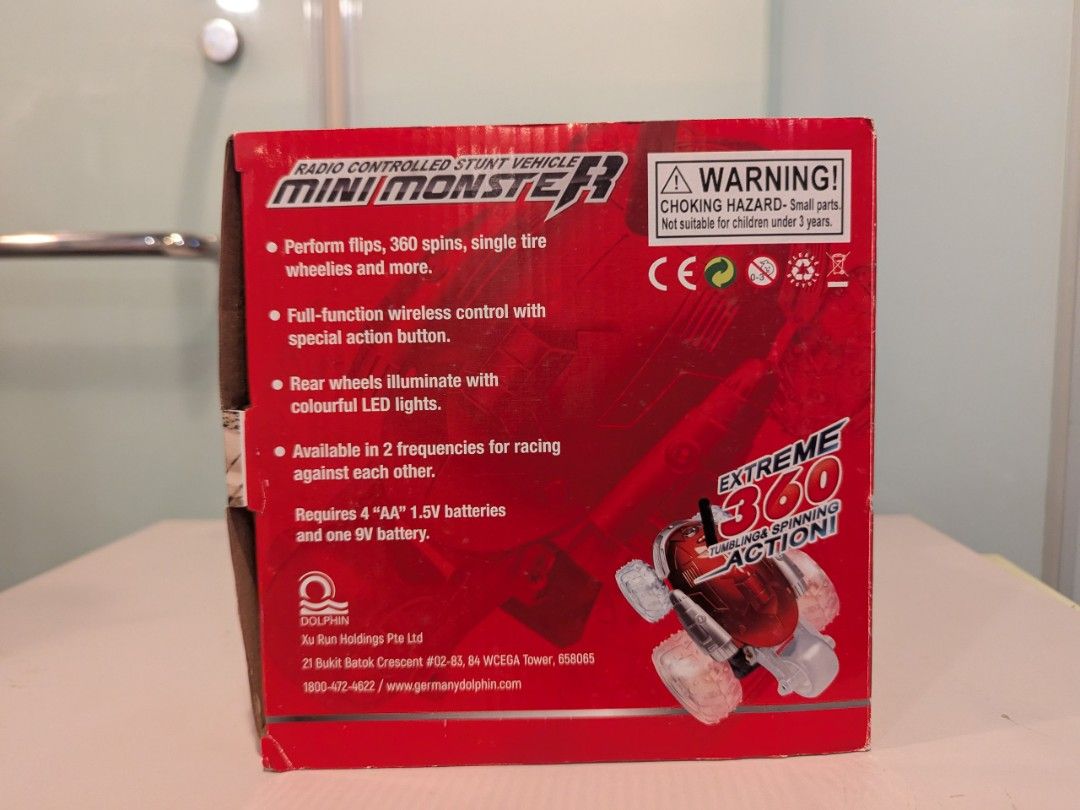 RADIO CONTROLLED STUNT VEHICLE
MINI MONSTER
WARNING!
CHOKING HAZARD- Small parts.
Not suitable for children under 3 years.
CE
0-3
• Perform flips, 360 spins, single tire
wheelies and more.
• Full-function wireless control with
special action button.
• Rear wheels illuminate with
colourful LED lights.
• Available in 2 frequencies for racing
against each other.
Requires 4 “AA” 1.5V batteries
and one 9V battery.
EXTREME
360
TUMBLING & SPINNING
ACTION!
DOLPHIN
Xu Run Holdings Pte Ltd
21 Bukit Batok Crescent #02-83, 84 WCEGA Tower, 658065
1800-472-4622 / www.germanydolphin.com